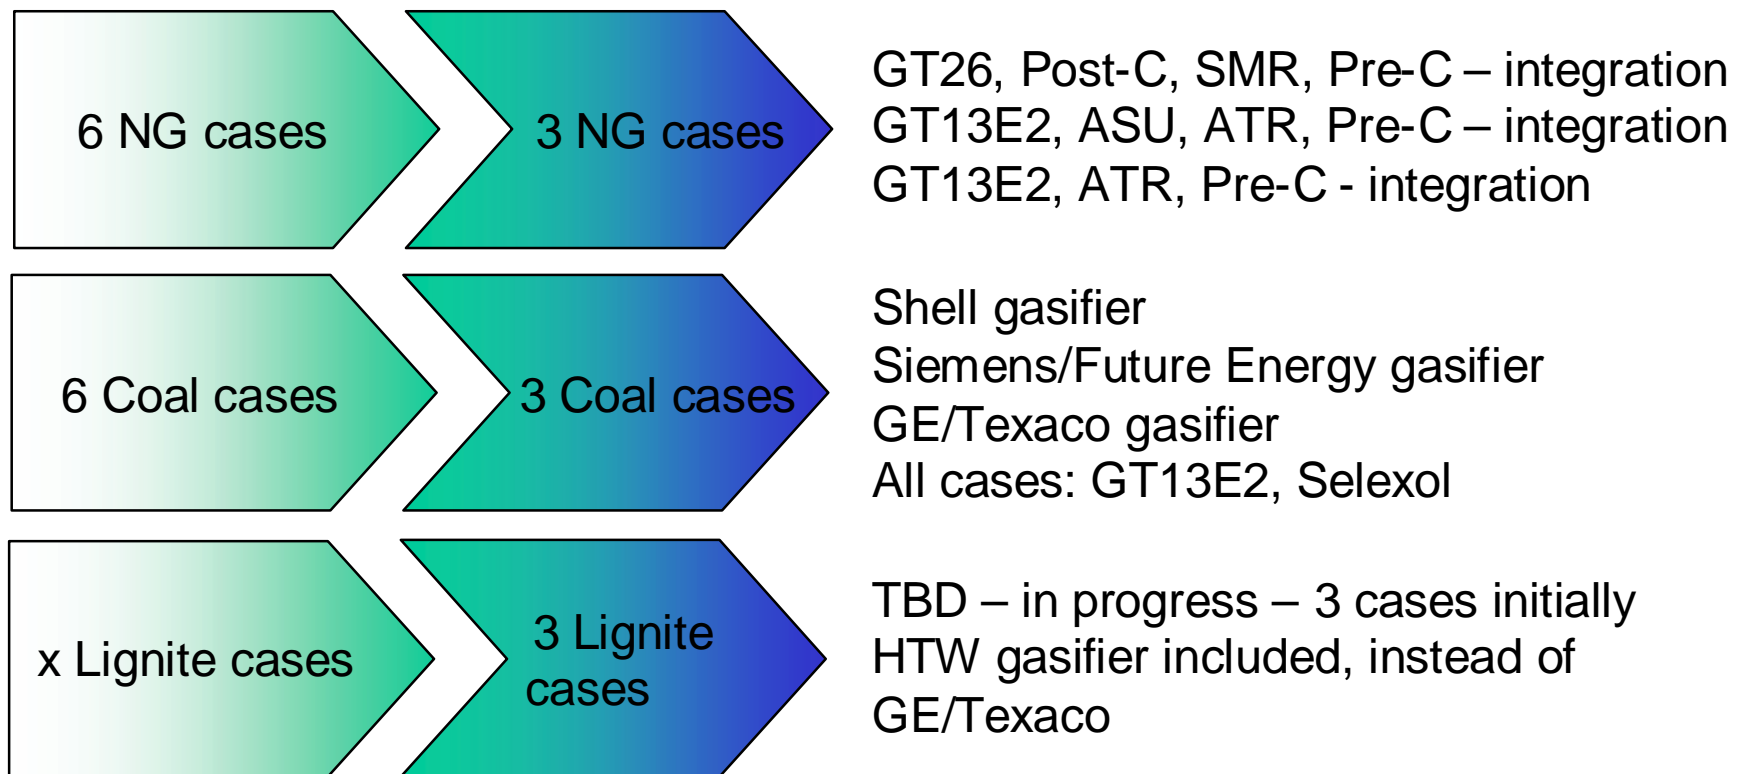 6 NG cases
3 NG cases
GT26, Post-C, SMR, Pre-C – integration
GT13E2, ASU, ATR, Pre-C – integration
GT13E2, ATR, Pre-C - integration
6 Coal cases
3 Coal cases
Shell gasifier
Siemens/Future Energy gasifier
GE/Texaco gasifier
All cases: GT13E2, Selexol
x Lignite cases
3 Lignite
cases
TBD – in progress – 3 cases initially
HTW gasifier included, instead of
GE/Texaco